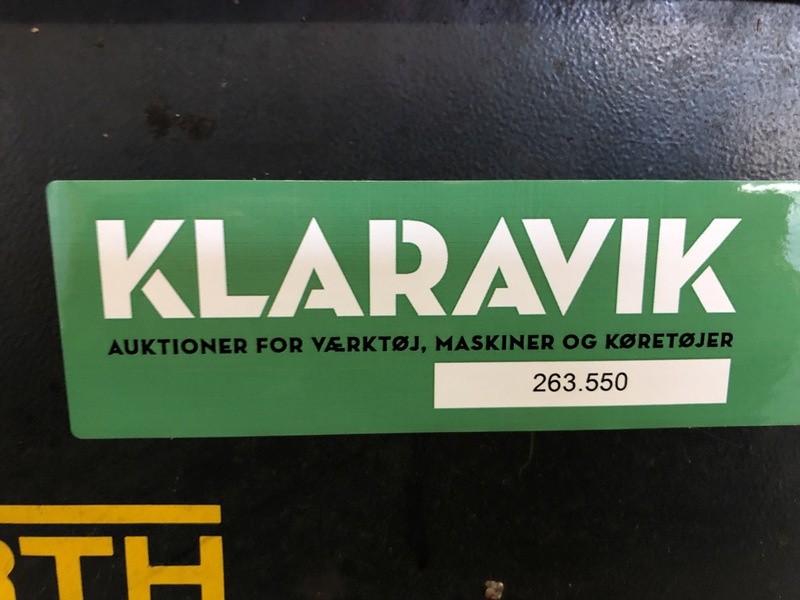 KLARAVIK
AUKTIONER FOR VÆRKTØJ, MASKINER OG KØRETØJER
263.550